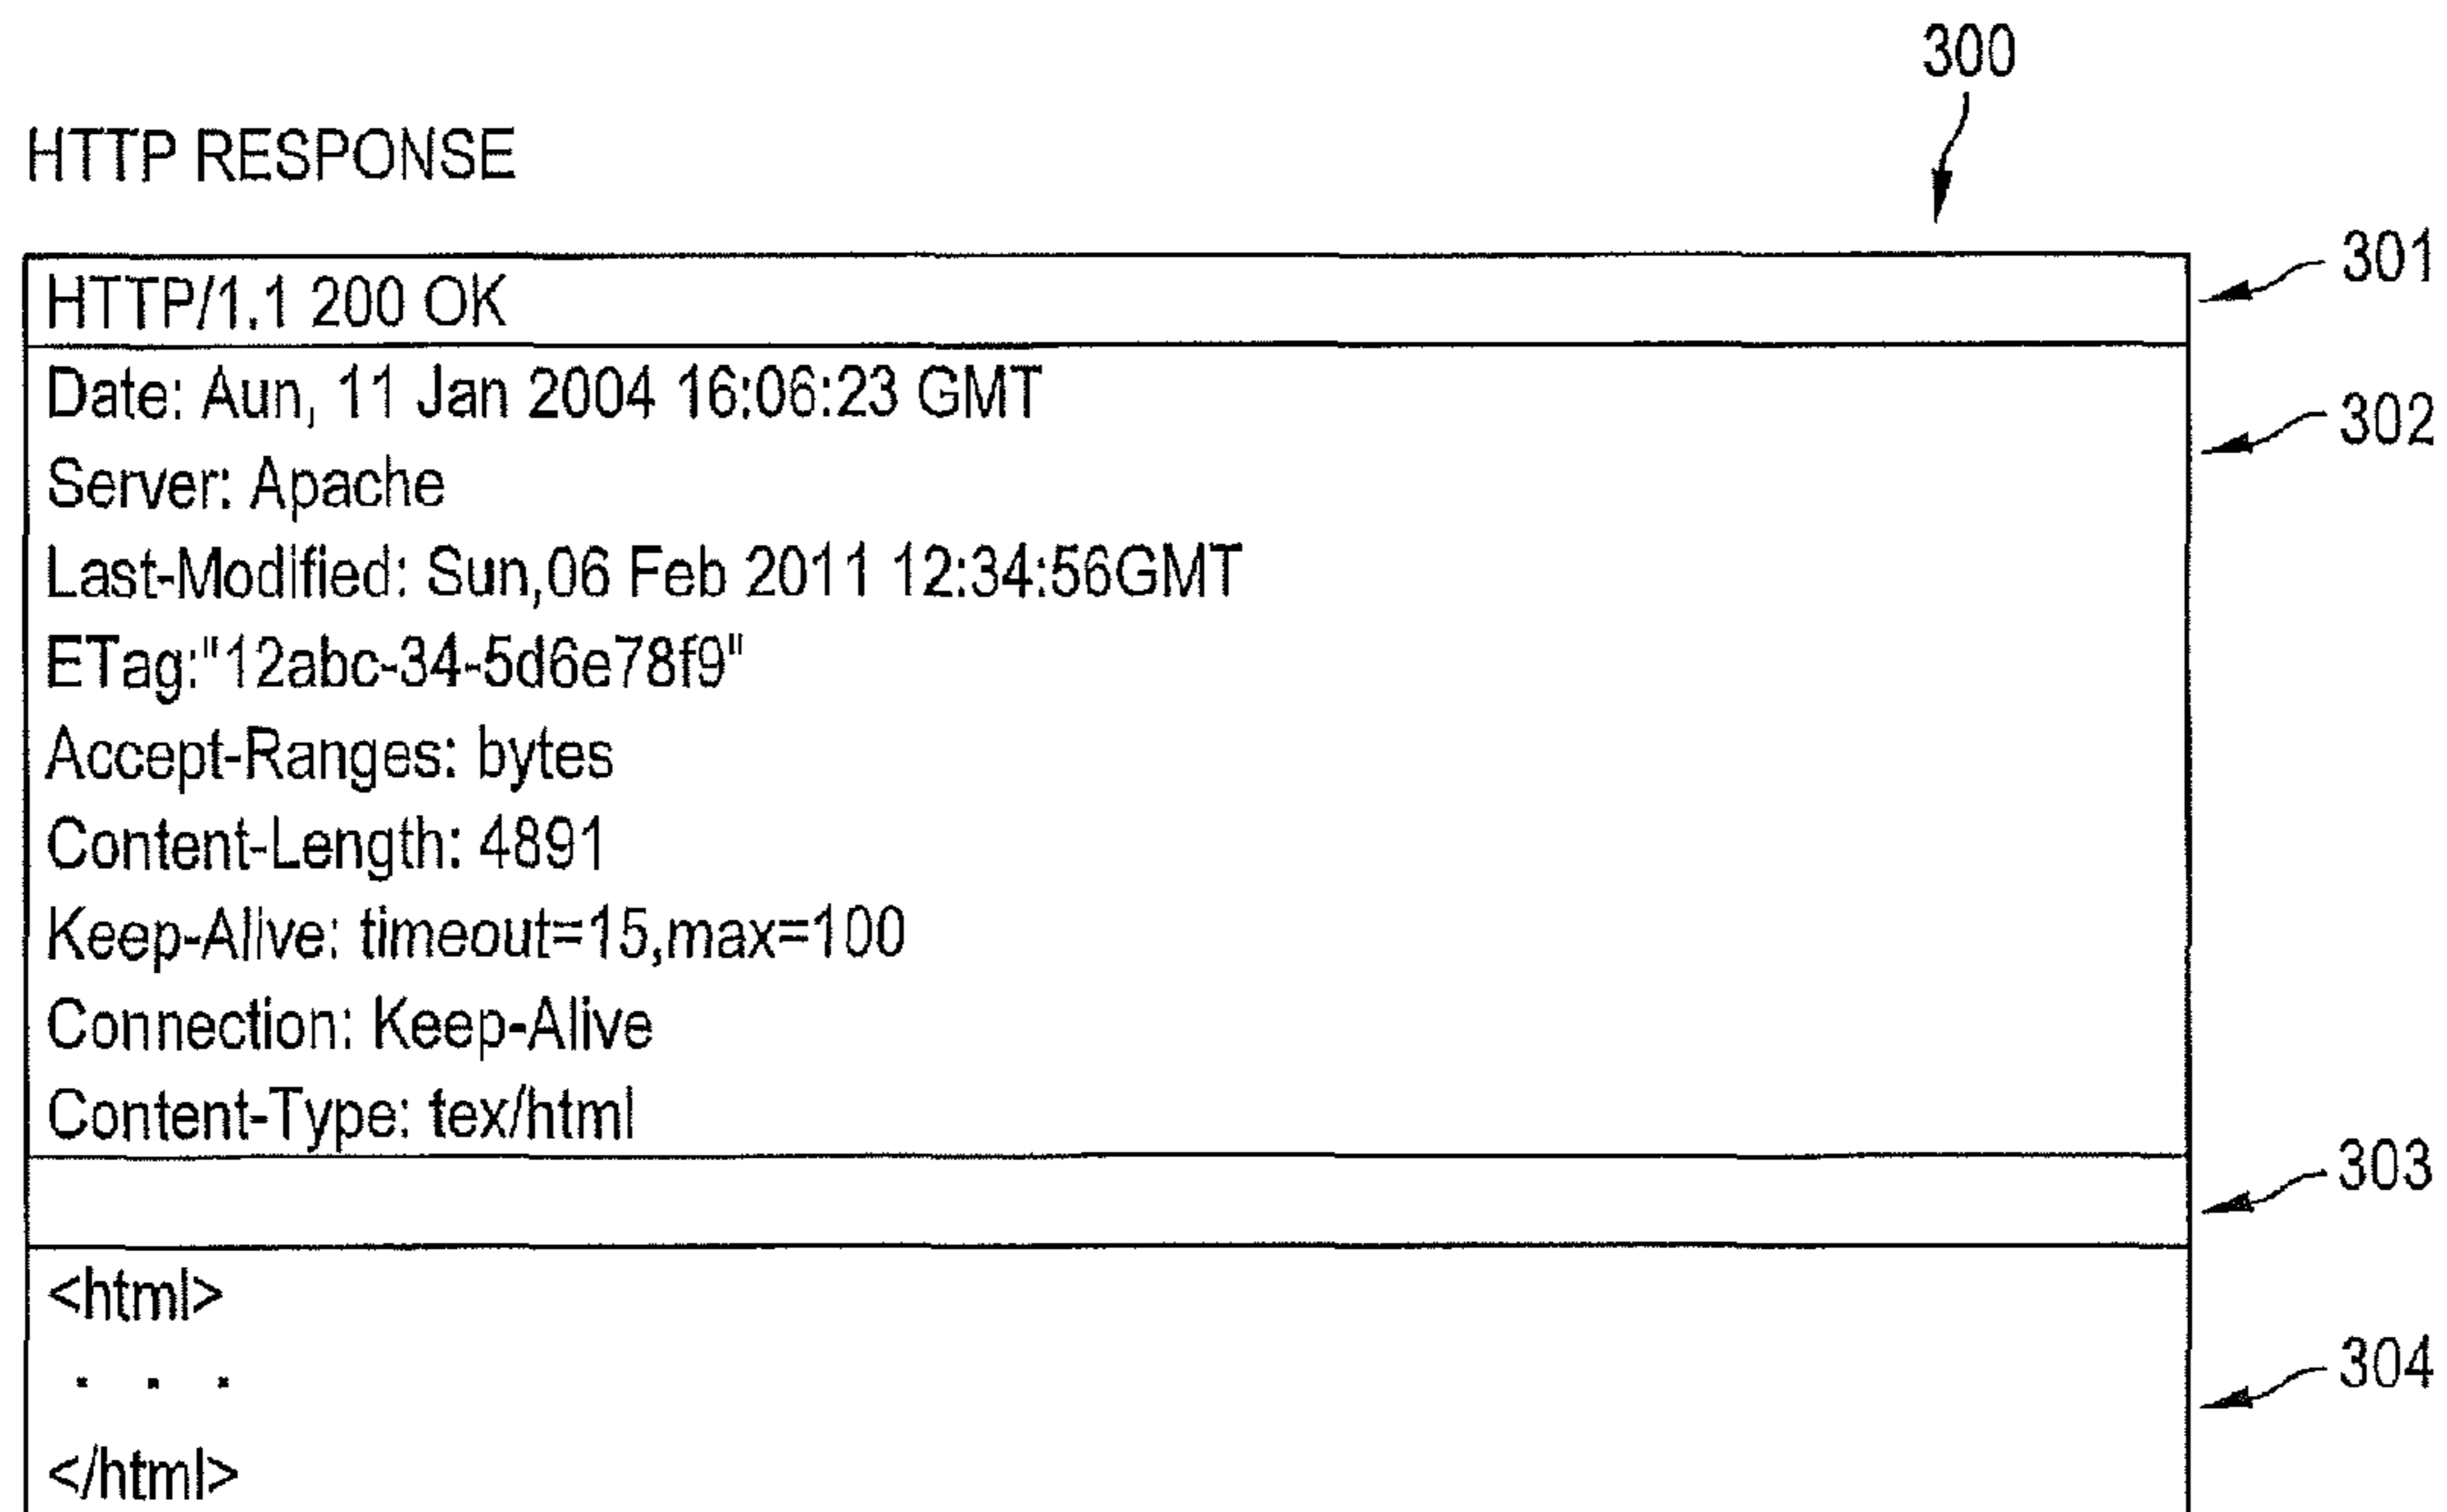 300
HTTP RESPONSE
301
HTTP/1.1 200 OK
302
Date: Aun, 11 Jan 2004 16:06:23 GMT
Server: Apache
Last-Modified: Sun,06 Feb 2011 12:34:56GMT
ETag:"12abc-34-5d6e78f9"
Accept-Ranges: bytes
Content-Length: 4891
Keep-Alive: timeout=15,max=100
Connection: Keep-Alive
Content-Type: tex/html
303
<html>
. . .
304
</html>